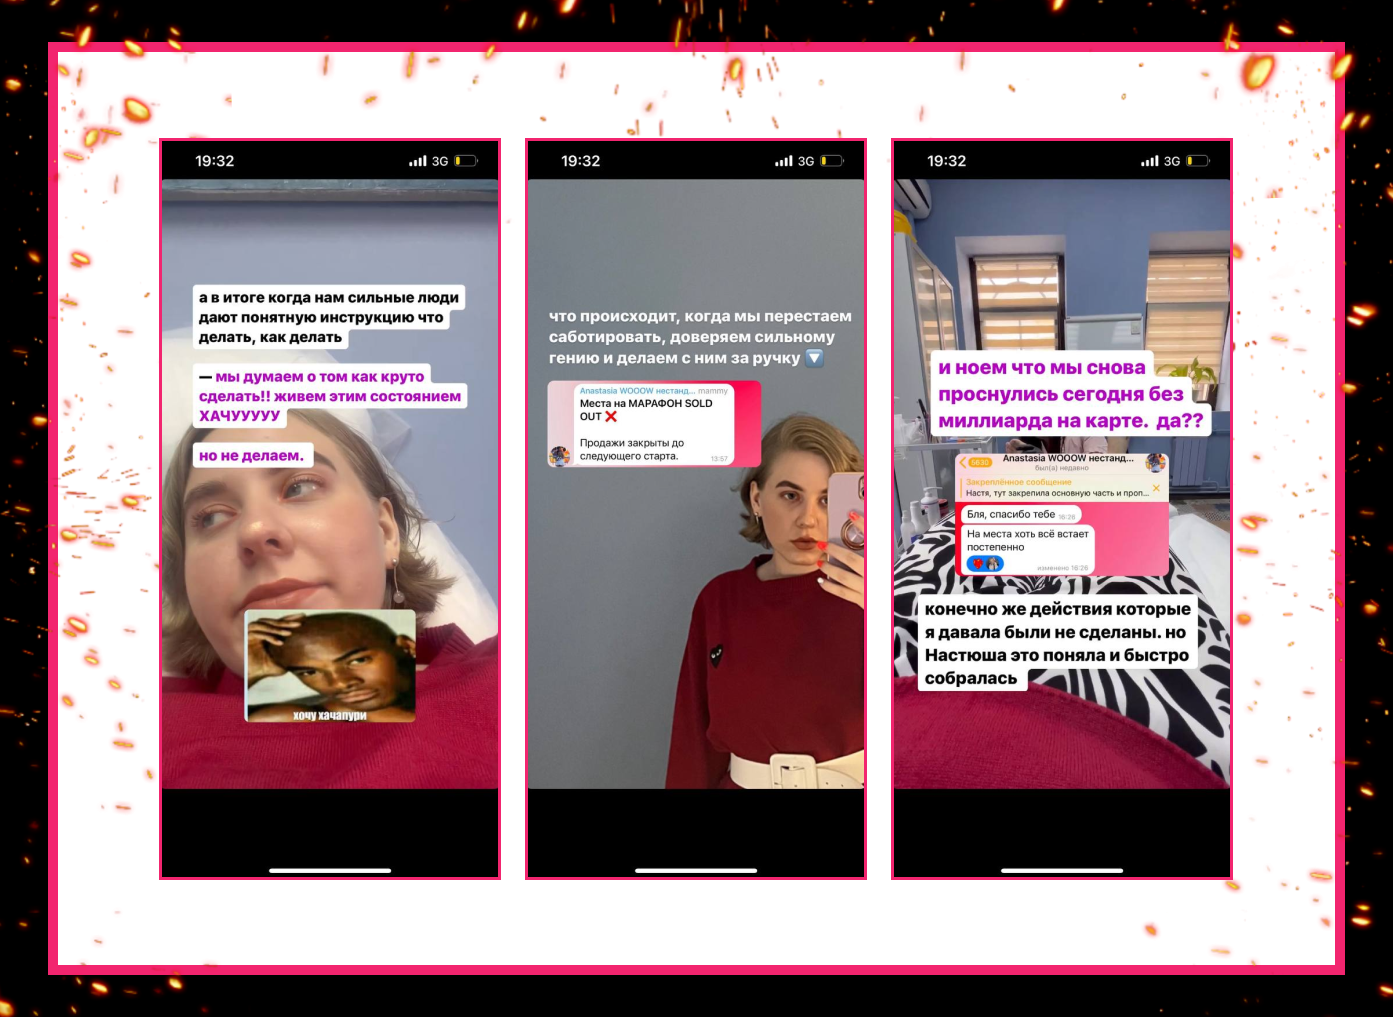 19:32
3G
а в итоге когда нам сильные люди
дают понятную инструкцию что
делать, как делать
— мы думаем о том как круто
сделать!! живем этим состоянием
ХАЧУУУУУ
но не делаем.
хочу хачапури
19:32
3G
что происходит, когда мы перестаем
саботировать, доверяем сильному
гению и делаем с ним за ручку 🔽
Anastasia WOOOW нестанд... mammy
Места на МАРАФОН SOLD
OUT ❌
Продажи закрыты до
следующего старта.
13:57
19:32
3G
и ноем что мы снова
проснулись сегодня без
миллиарда на карте. да??
5630
Anastasia WOOOW нестанд...
был(а) недавно
Закреплённое сообщение
Настя, тут закрепила основную часть и проп...
Бля, спасибо тебе 16:26
На места хоть всё встает
постепенно
изменено 16:26
конечно же действия которые
я давала были не сделаны. но
Настюша это поняла и быстро
собралась